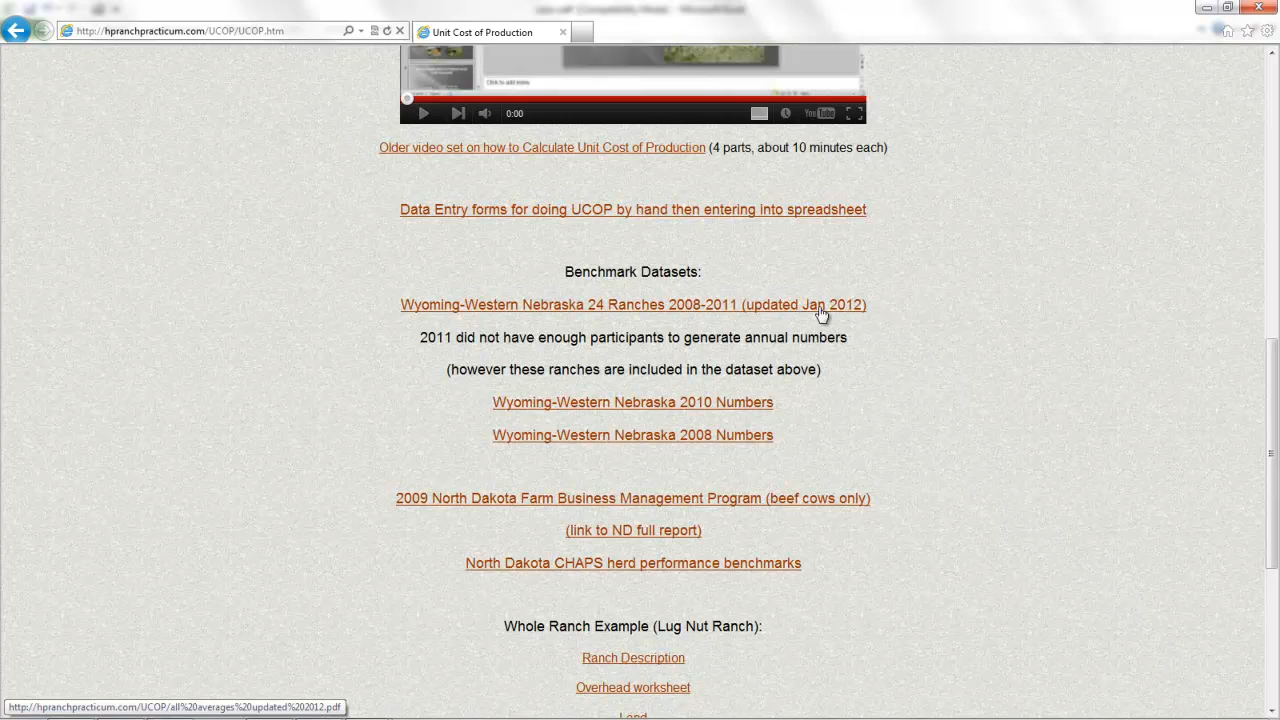 http://hpranchpracticum.com/UCOP/UCOP.htm
Unit Cost of Production
Click to add notes
0:00
YouTube
Older video set on how to Calculate Unit Cost of Production (4 parts, about 10 minutes each)
Data Entry forms for doing UCOP by hand then entering into spreadsheet
Benchmark Datasets:
Wyoming-Western Nebraska 24 Ranches 2008-2011 (updated Jan 2012)
2011 did not have enough participants to generate annual numbers
(however these ranches are included in the dataset above)
Wyoming-Western Nebraska 2010 Numbers
Wyoming-Western Nebraska 2008 Numbers
2009 North Dakota Farm Business Management Program (beef cows only)
(link to ND full report)
North Dakota CHAPS herd performance benchmarks
Whole Ranch Example (Lug Nut Ranch):
Ranch Description
Overhead worksheet
Land
http://hpranchpracticum.com/UCOP/all%20averages%20updated%202012.pdf